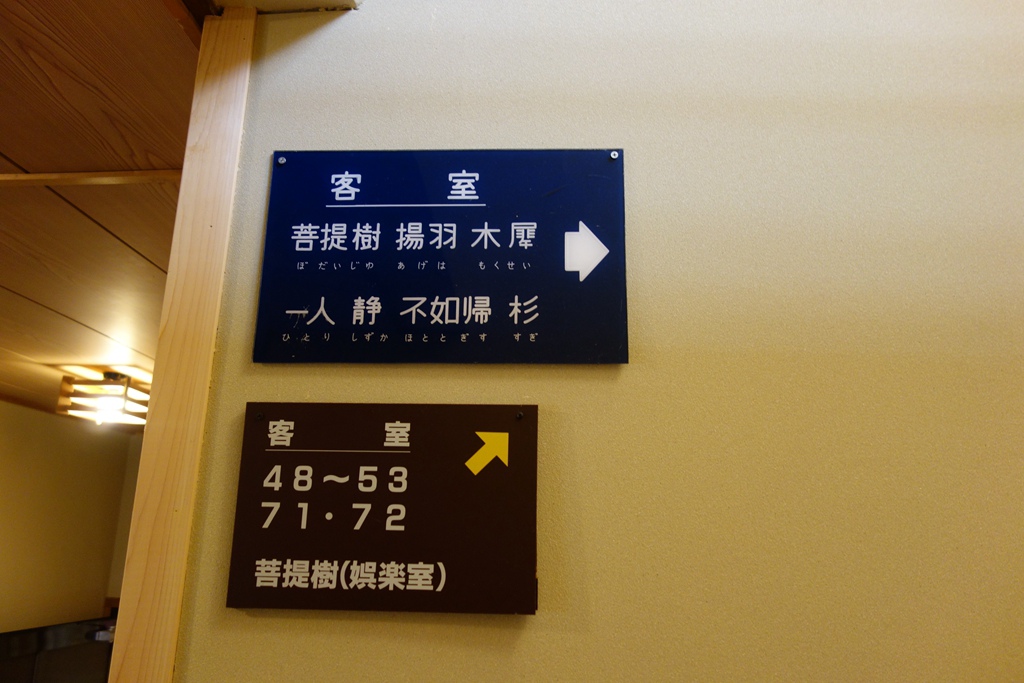 客 室
菩提樹 揚羽 木犀
ぼだいじゅ あげは もくせい
一人 静 不如帰 杉
ひとり しずか ほととぎす すぎ
客 室
48～53
71・72
菩提樹(娯楽室)